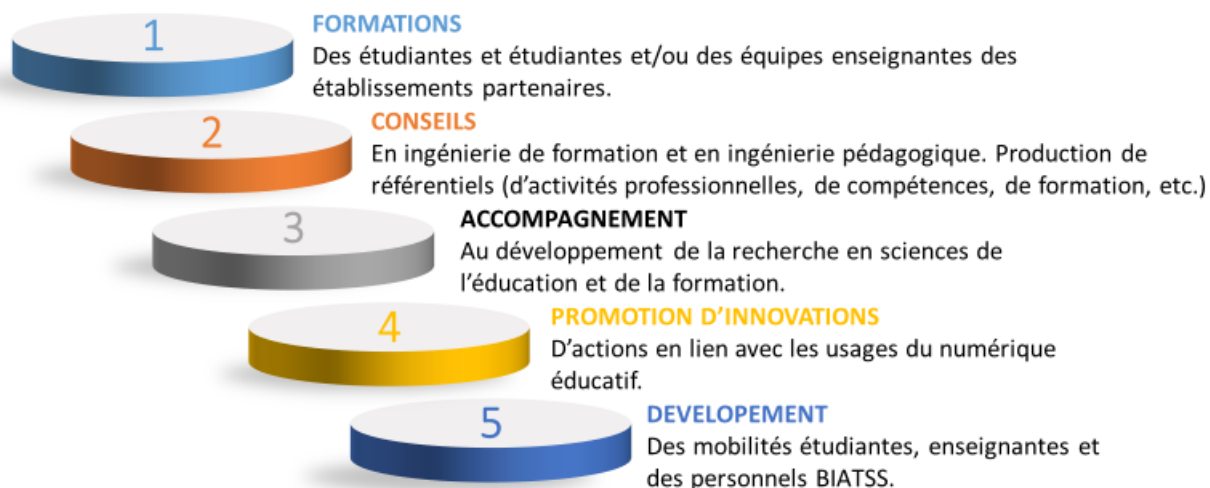 1
FORMATIONS
Des étudiantes et étudiantes et/ou des équipes enseignantes des
établissements partenaires.
2
CONSEILS
En ingénierie de formation et en ingénierie pédagogique. Production de
référentiels (d’activités professionnelles, de compétences, de formation, etc.)
3
ACCOMPAGNEMENT
Au développement de la recherche en sciences de
l’éducation et de la formation.
4
PROMOTION D’INNOVATIONS
D’actions en lien avec les usages du numérique
éducatif.
5
DEVELOPEMENT
Des mobilités étudiantes, enseignantes et
des personnels BIATSS.